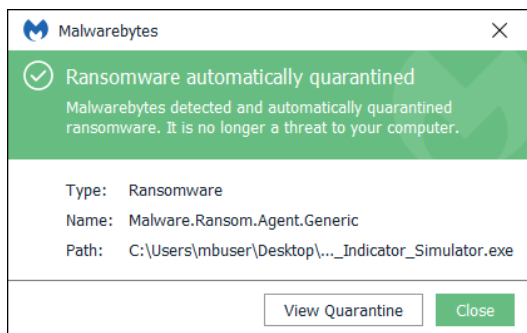 Malwarebytes
Ransomware automatically quarantined
Malwarebytes detected and automatically quarantined
ransomware. It is no longer a threat to your computer.
Type: Ransomware
Name: Malware.Ransom.Agent.Generic
Path: C:\Users\mbuser\Desktop\..._Indicator_Simulator.exe
View Quarantine Close